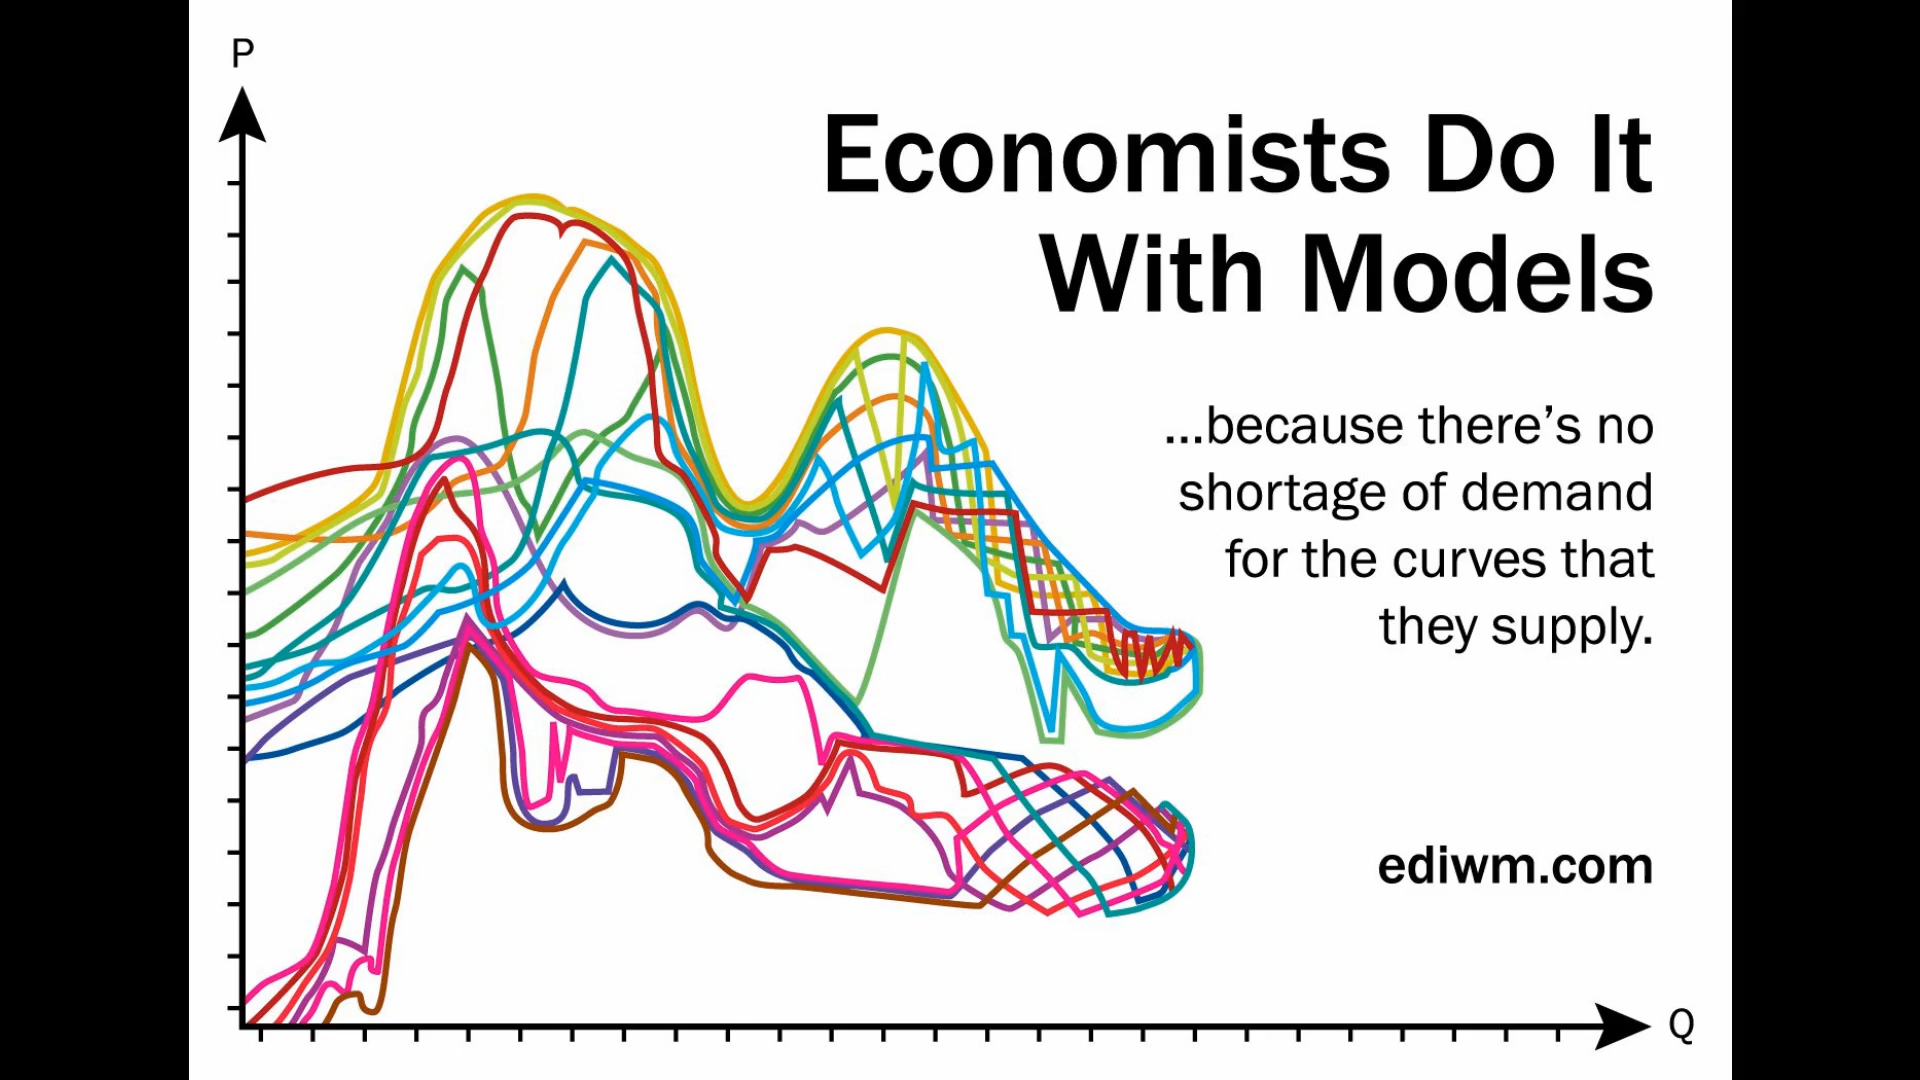 P
Economists Do It
With Models
...because there's no
shortage of demand
for the curves that
they supply.
ediwm.com
Q